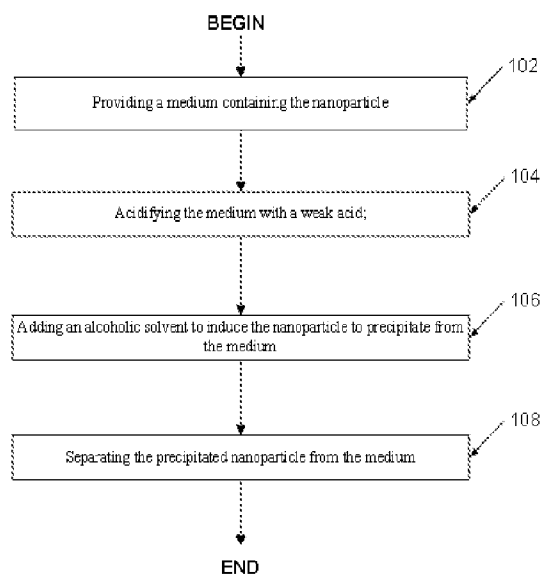 BEGIN
102
Providing a medium containing the nanoparticle
104
Acidifying the medium with a weak acid;
106
Adding an alcoholic solvent to induce the nanoparticle to precipitate from
the medium
108
Separating the precipitated nanoparticle from the medium
END